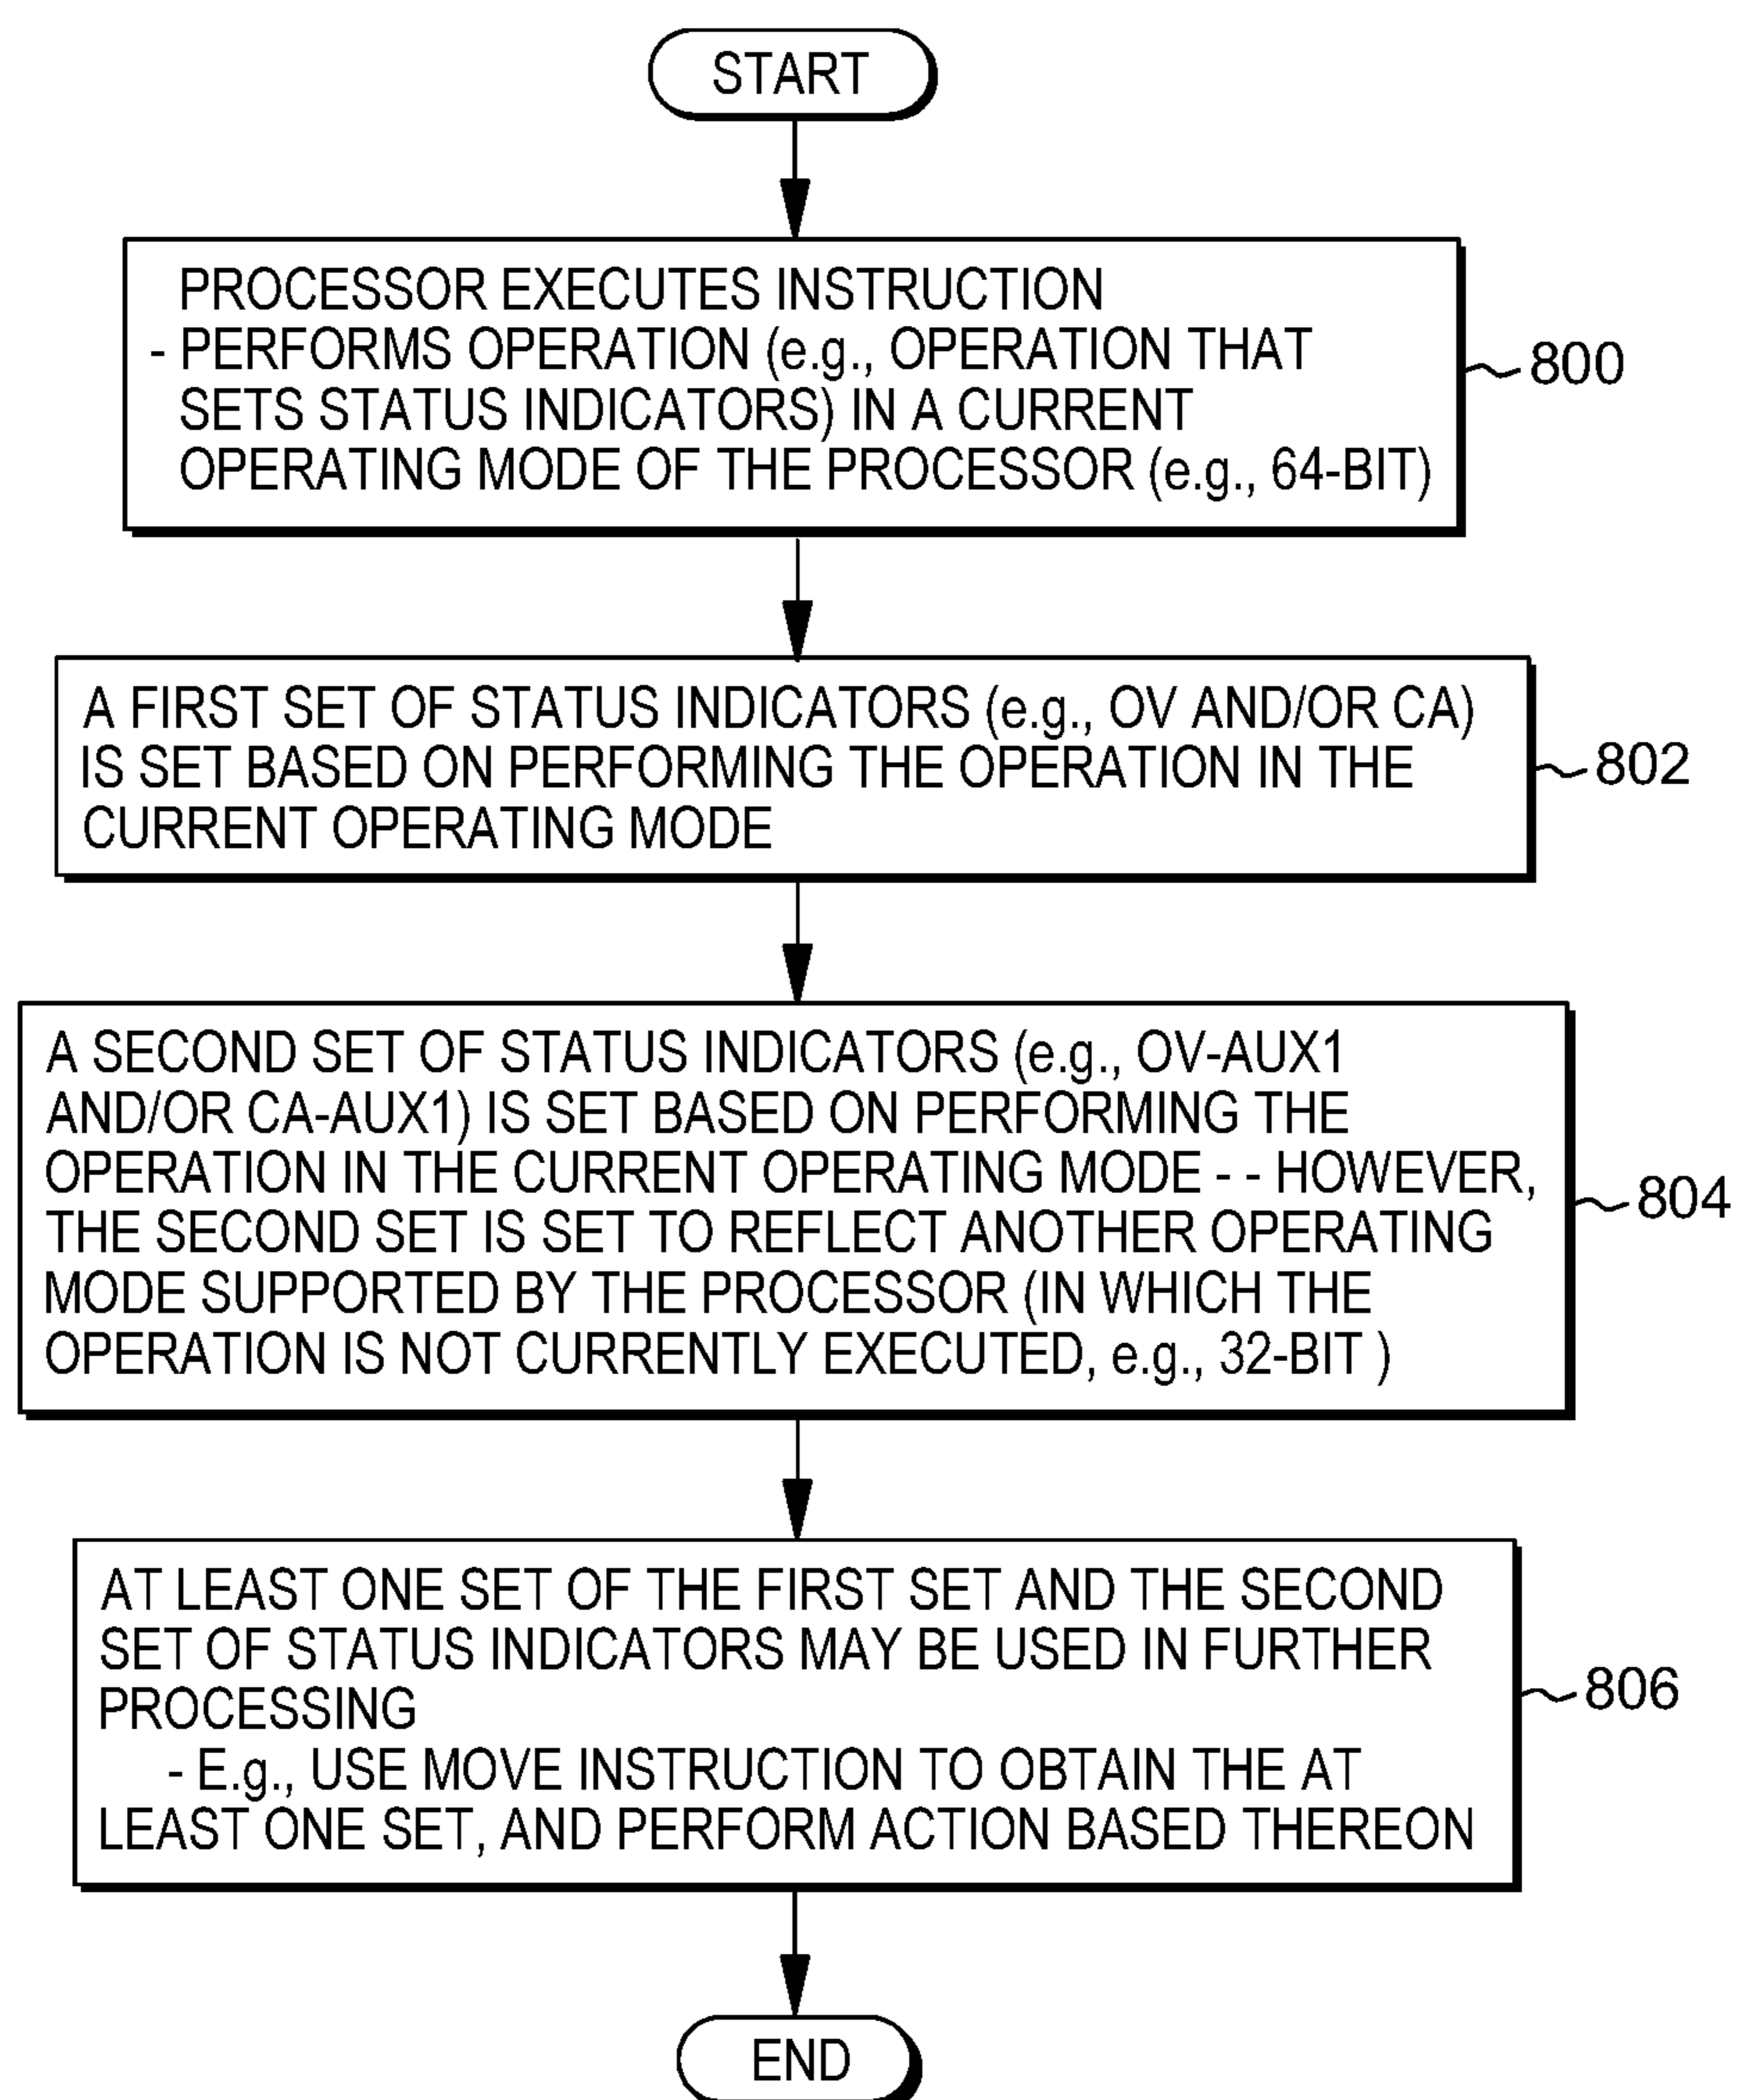 START
PROCESSOR EXECUTES INSTRUCTION
- PERFORMS OPERATION (e.g., OPERATION THAT
SETS STATUS INDICATORS) IN A CURRENT
OPERATING MODE OF THE PROCESSOR (e.g., 64-BIT)
800
A FIRST SET OF STATUS INDICATORS (e.g., OV AND/OR CA)
IS SET BASED ON PERFORMING THE OPERATION IN THE
CURRENT OPERATING MODE
802
A SECOND SET OF STATUS INDICATORS (e.g., OV-AUX1
AND/OR CA-AUX1) IS SET BASED ON PERFORMING THE
OPERATION IN THE CURRENT OPERATING MODE - - HOWEVER,
THE SECOND SET IS SET TO REFLECT ANOTHER OPERATING
MODE SUPPORTED BY THE PROCESSOR (IN WHICH THE
OPERATION IS NOT CURRENTLY EXECUTED, e.g., 32-BIT )
804
AT LEAST ONE SET OF THE FIRST SET AND THE SECOND
SET OF STATUS INDICATORS MAY BE USED IN FURTHER
PROCESSING
- E.g., USE MOVE INSTRUCTION TO OBTAIN THE AT
LEAST ONE SET, AND PERFORM ACTION BASED THEREON
806
END